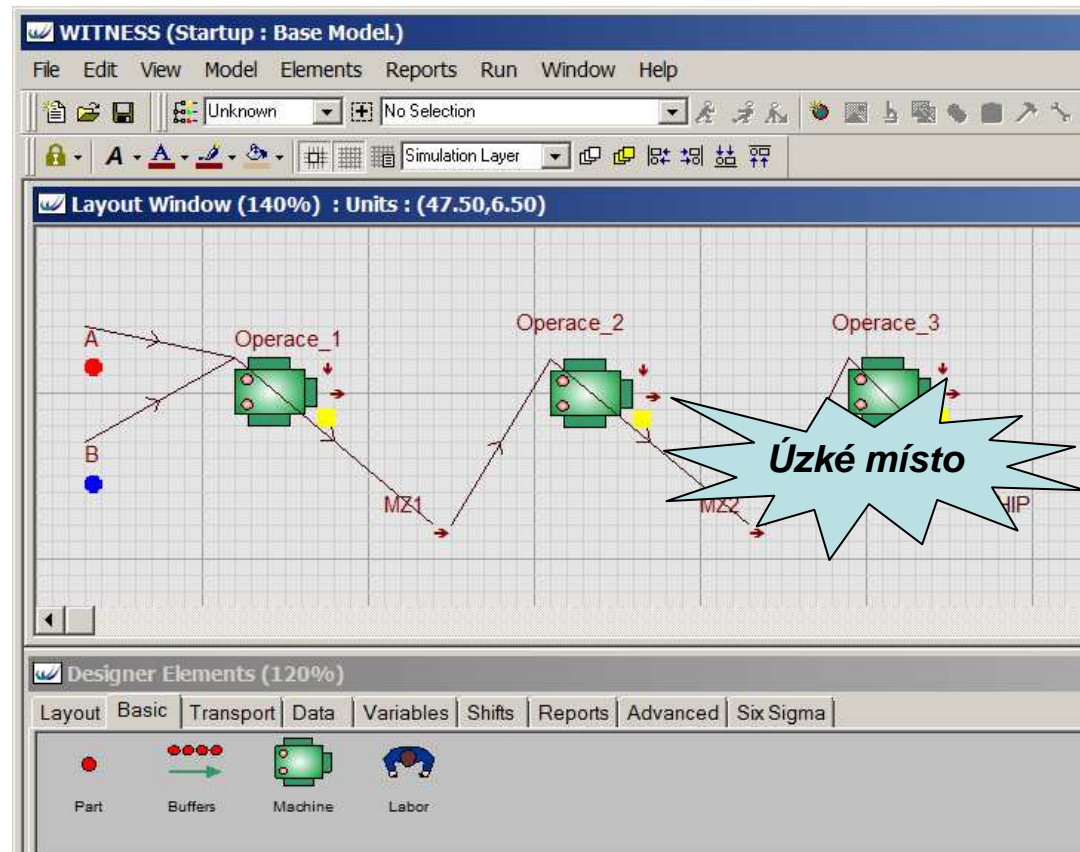 WITNESS (Startup : Base Model.)
File Edit View Model Elements Reports Run Window Help
Unknown No Selection
A A Simulation Layer
Layout Window (140%) : Units : (47.50,6.50)
Operace_2 Operace_3
A Operace_1
B Úzké místo
MZ1 MZ2 HIP
Designer Elements (120%)
Layout Basic Transport Data Variables Shifts Reports Advanced Six Sigma
Part Buffers Machine Labor